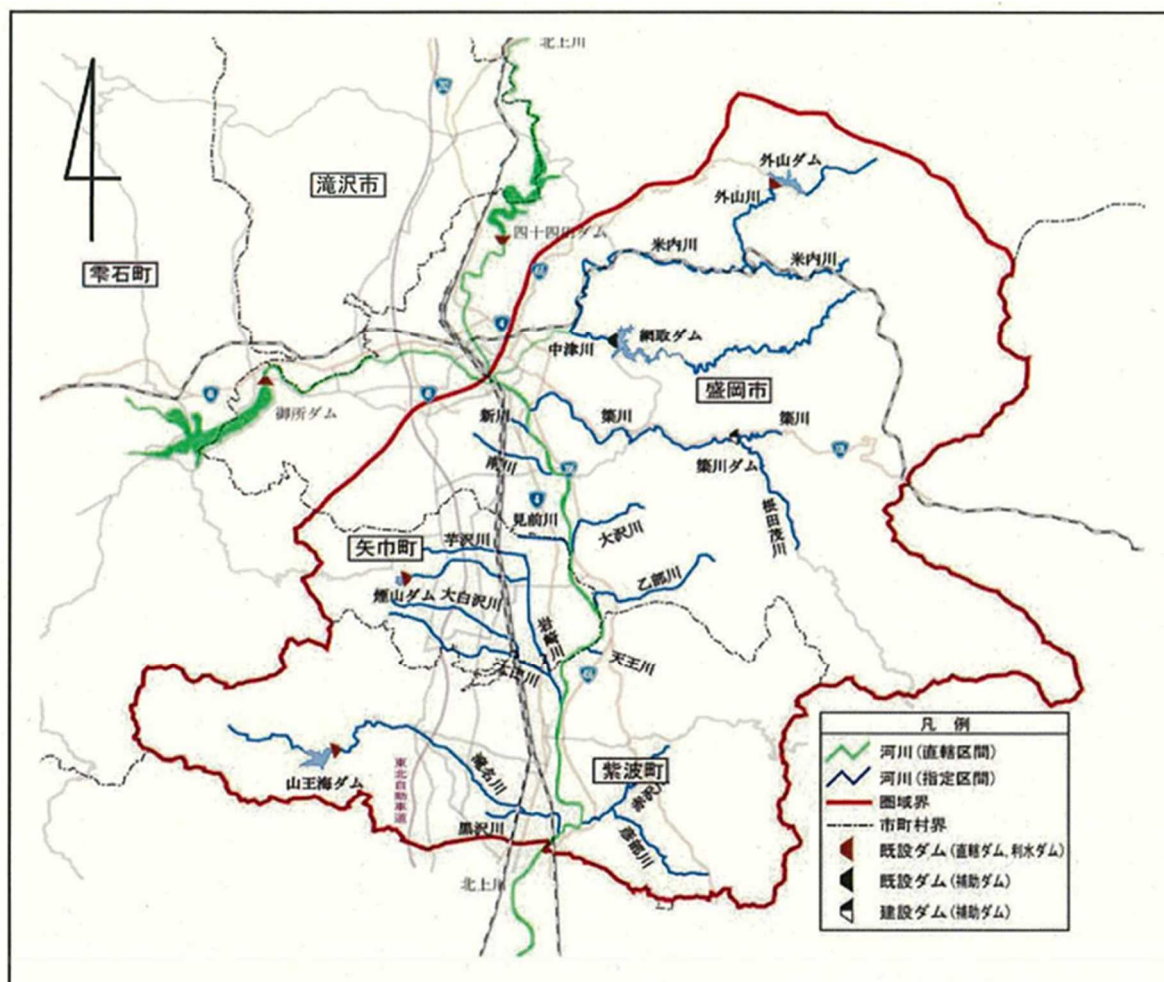 北上川
滝沢市
外山ダム
外山川
四十四田ダム
米内川
米内川
雫石町
4
中津川
網取ダム
盛岡市
御所ダム
新川
簗川
簗川
簗川ダム
南川
4
見前川
大沢川
根田茂川
矢巾町
芋沢川
乙部川
煙山ダム
大白沢川
岩崎川
天王川
太田川
凡例
河川(直轄区間)
河川(指定区間)
圏域界
市町村界
既設ダム(直轄ダム、利水ダム)
既設ダム(補助ダム)
建設ダム(補助ダム)
紫波町
山王海ダム
東北自動車道
滝名川
黒沢川
彦部川
北上川